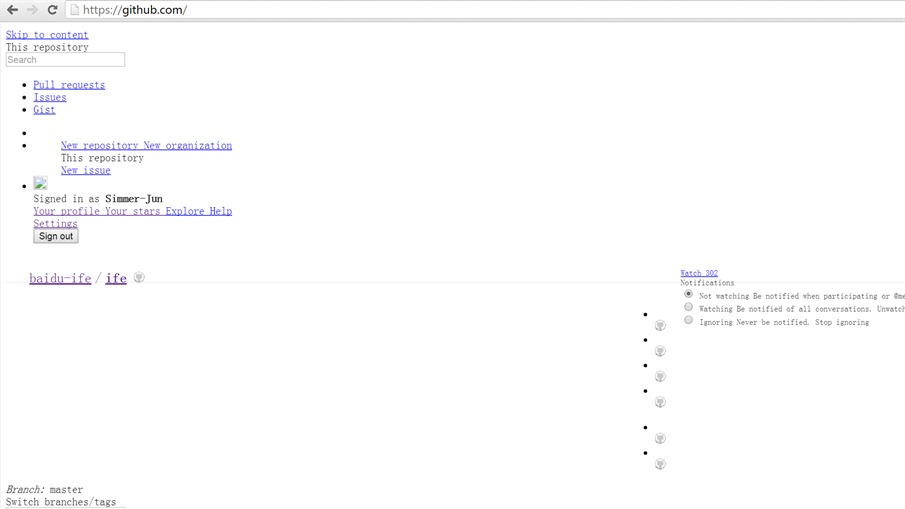 https://github.com/
Skip to content
This repository
Search
Pull requests
Issues
Gist
New repository New organization
This repository
New issue
Signed in as Simmer-Jun
Your profile Your stars Explore Help
Settings
Sign out
baidu-ife / ife
Watch 302
Notifications
Not watching Be notified when participating or @me
Watching Be notified of all conversations. Unwatch
Ignoring Never be notified. Stop ignoring
Branch: master
Switch branches/tags